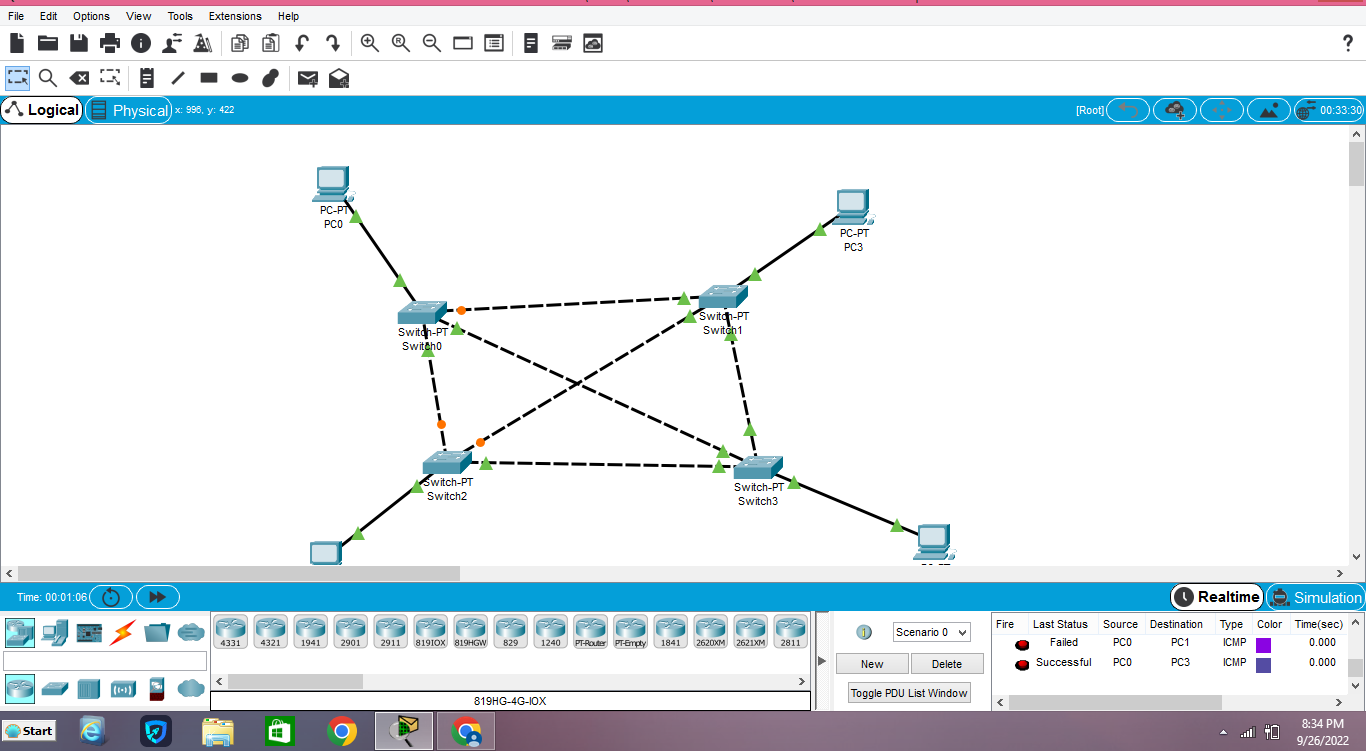 File Edit Options View Tools Extensions Help
?
Logical Physical x: 996, y: 422 [Root] 00:33:30
PC-PT
PC0
PC-PT
PC3
Switch-PT
Switch0
Switch-PT
Switch1
Switch-PT
Switch2
Switch-PT
Switch3
Time: 00:01:06 Realtime Simulation
4331 4321 1941 2901 2911 819IOX 819HGW 829 1240 PT-Router PT-Empty 1841 2620XM 2621XM 2811
819HG-4G-IOX
Scenario 0
New Delete
Toggle PDU List Window
Fire Last Status Source Destination Type Color Time(sec)
Failed PC0 PC1 ICMP 0.000
Successful PC0 PC3 ICMP 0.000
Start
8:34 PM
9/26/2022